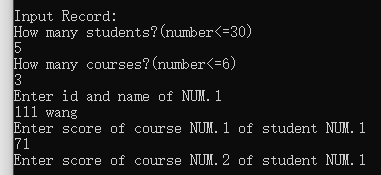 Input Record:
How many students?(number<=30)
5
How many courses?(number<=6)
3
Enter id and name of NUM.1
111 wang
Enter score of course NUM.1 of student NUM.1
71
Enter score of course NUM.2 of student NUM.1